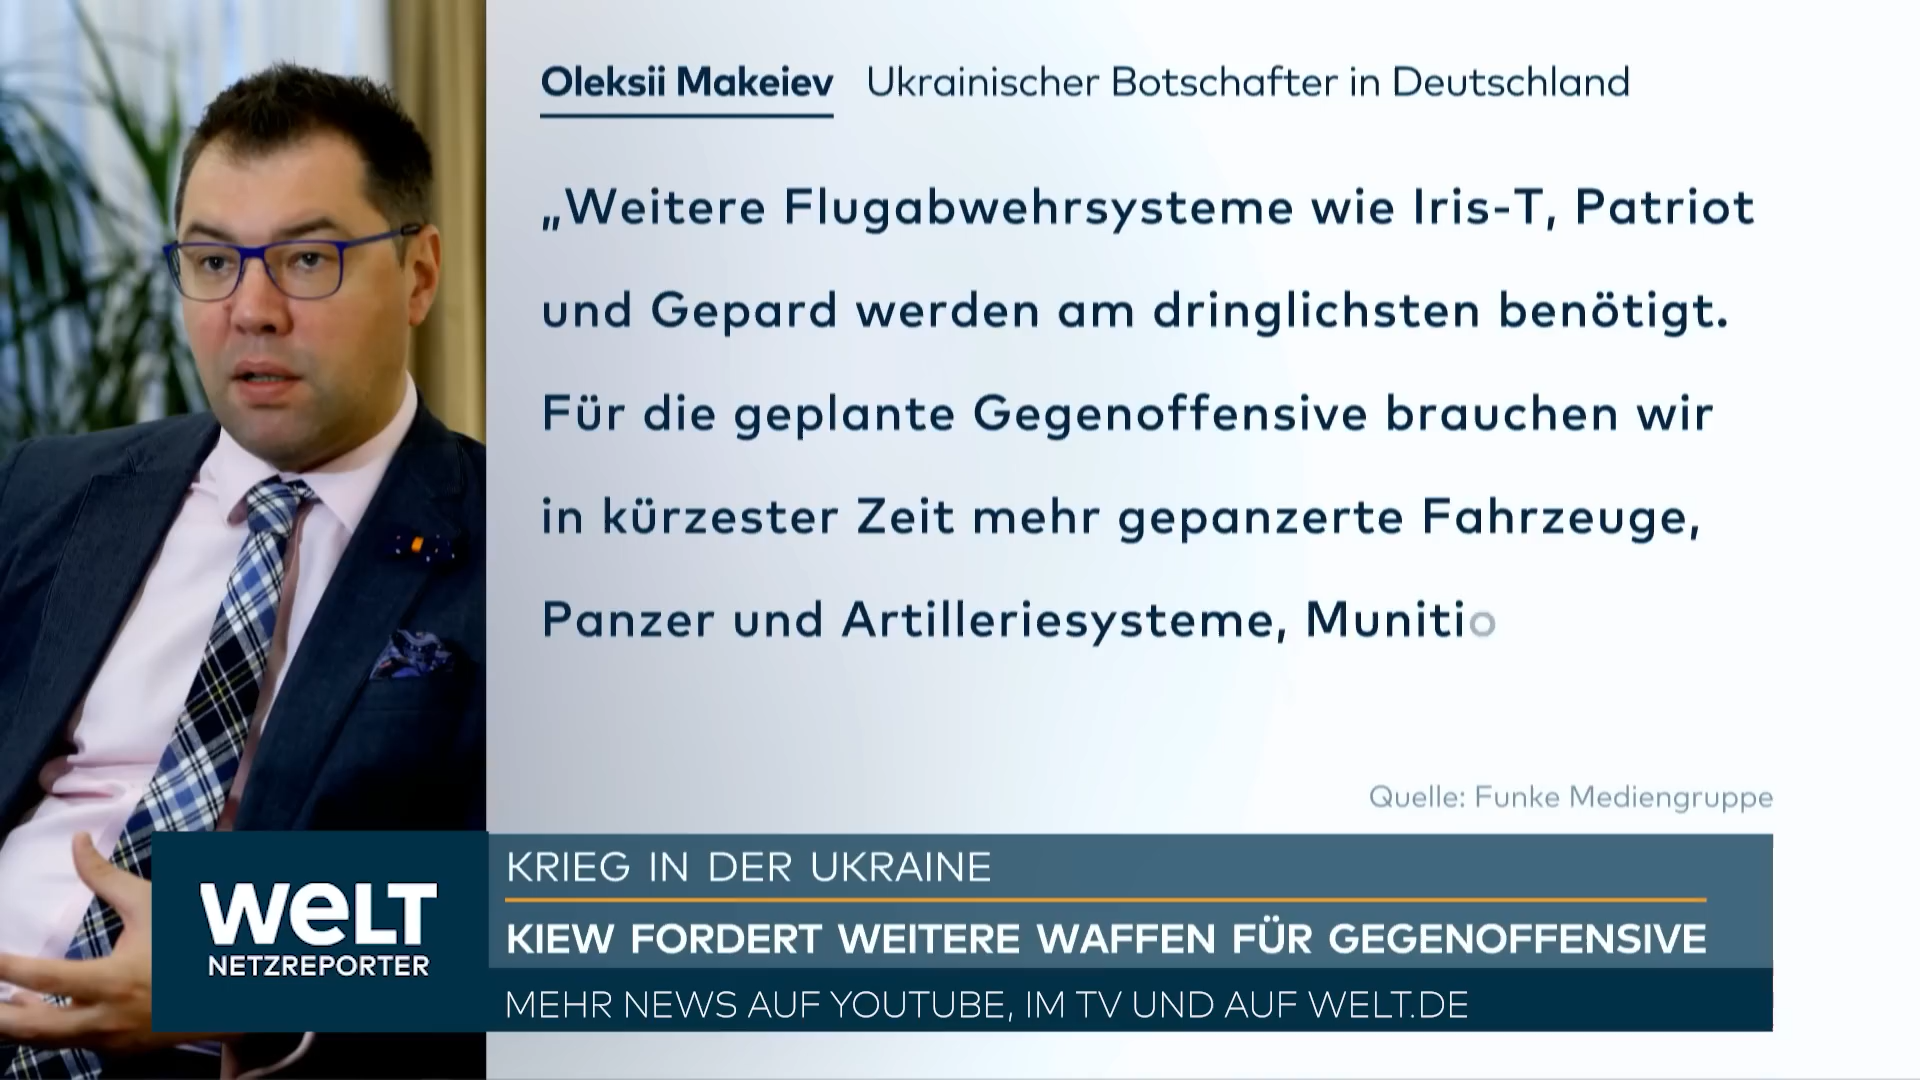 Oleksii Makeiev Ukrainischer Botschafter in Deutschland
„Weitere Flugabwehrsysteme wie Iris-T, Patriot
und Gepard werden am dringlichsten benötigt.
Für die geplante Gegenoffensive brauchen wir
in kürzester Zeit mehr gepanzerte Fahrzeuge,
Panzer und Artilleriesysteme, Munitio
Quelle: Funke Mediengruppe
WELT
NETZREPORTER
KRIEG IN DER UKRAINE
KIEW FORDERT WEITERE WAFFEN FÜR GEGENOFFENSIVE
MEHR NEWS AUF YOUTUBE, IM TV UND AUF WELT.DE